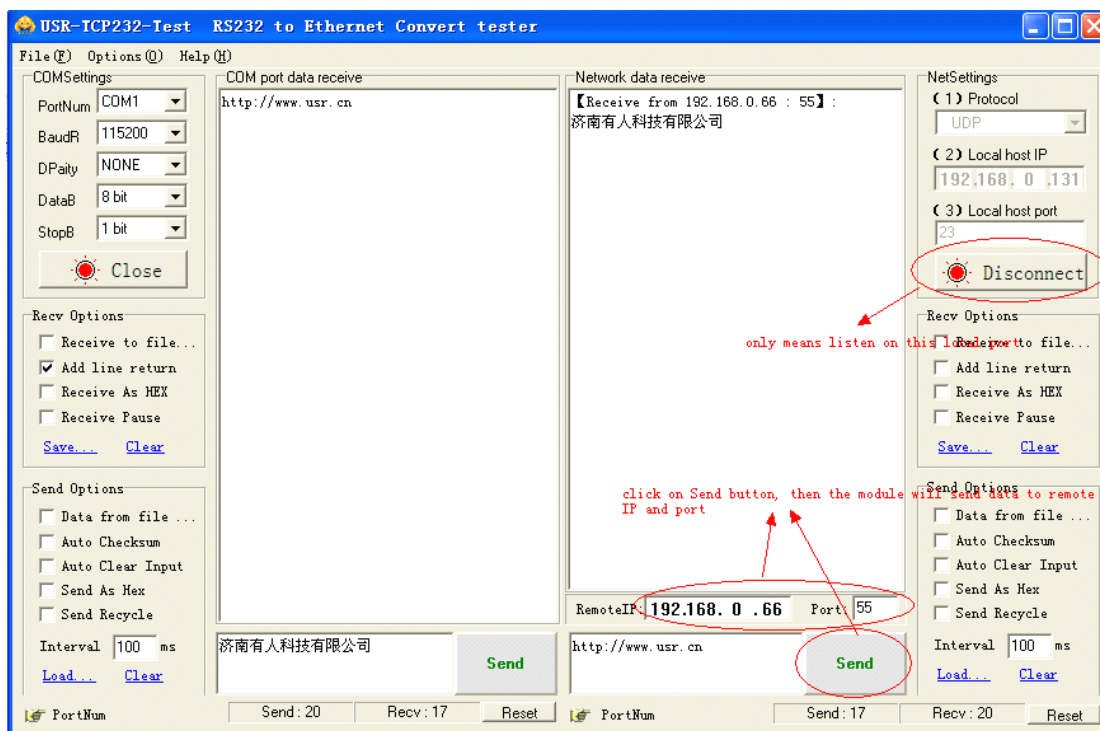 USR-TCP232-Test RS232 to Ethernet Convert tester
File(F) Options(O) Help(H)
COMSettings
PortNum COM1
BaudR 115200
DPaity NONE
DataB 8 bit
StopB 1 bit
Close
Recv Options
Receive to file...
Add line return
Receive As HEX
Receive Pause
Save... Clear
Send Options
Data from file ...
Auto Checksum
Auto Clear Input
Send As Hex
Send Recycle
Interval 100 ms
Load... Clear
PortNum
COM port data receive
http://www.usr.cn
济南有人科技有限公司
Send
Send : 20 Recv : 17 Reset
Network data receive
【Receive from 192.168.0.66 : 55】:
济南有人科技有限公司
only means listen on this local port
click on Send button, then the module will send data to remote
IP and port
RemoteIP: 192.168. 0 .66 Port: 55
http://www.usr.cn
Send
PortNum
Send : 17 Recv : 20 Reset
NetSettings
( 1 ) Protocol
UDP
( 2 ) Local host IP
192.168. 0 .131
( 3 ) Local host port
23
Disconnect
Recv Options
Receive to file...
Add line return
Receive As HEX
Receive Pause
Save... Clear
Send Options
Data from file ...
Auto Checksum
Auto Clear Input
Send As Hex
Send Recycle
Interval 100 ms
Load... Clear